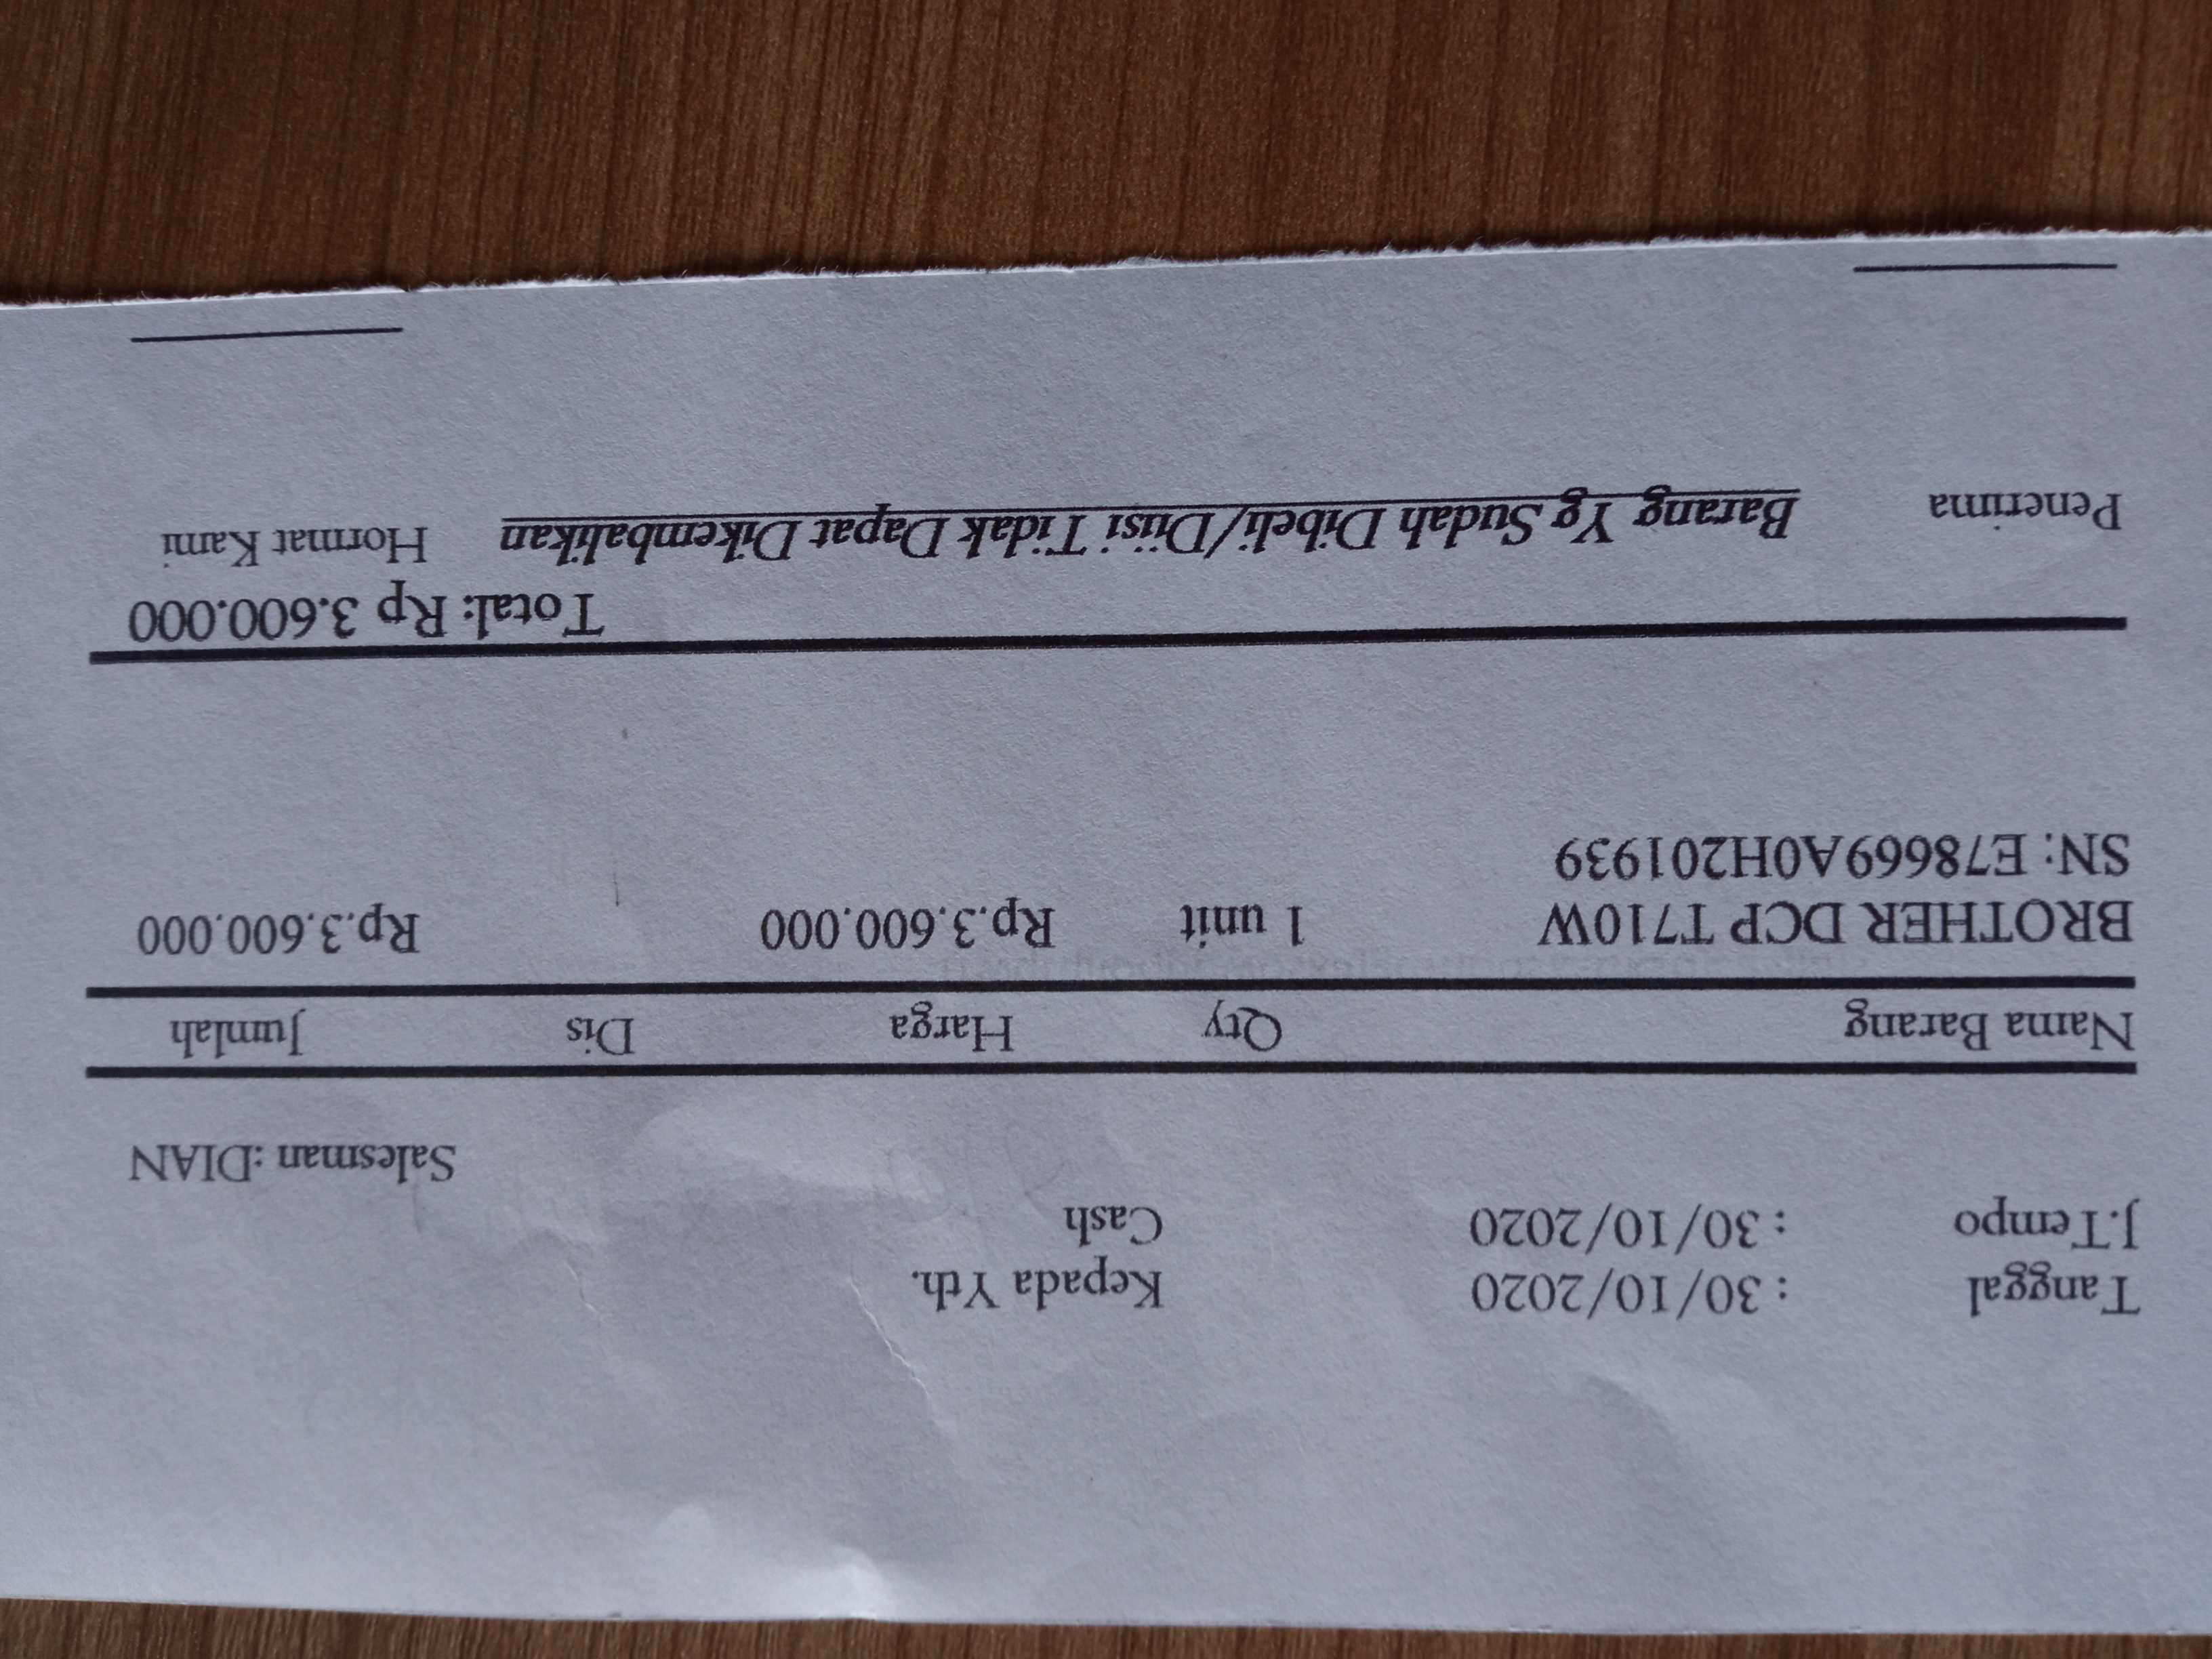 Tanggal : 30/10/2020 Kepada Yth.
J.Tempo : 30/10/2020 Cash
Salesman :DIAN
Nama Barang Qty Harga Dis Jumlah
BROTHER DCP T710W 1 unit Rp.3.600.000 Rp.3.600.000
SN: E78669A0H201939
Total: Rp 3.600.000
Penerima Barang Yg Sudah Dibeli/Diisi Tidak Dapat Dikembalikan Hormat Kami